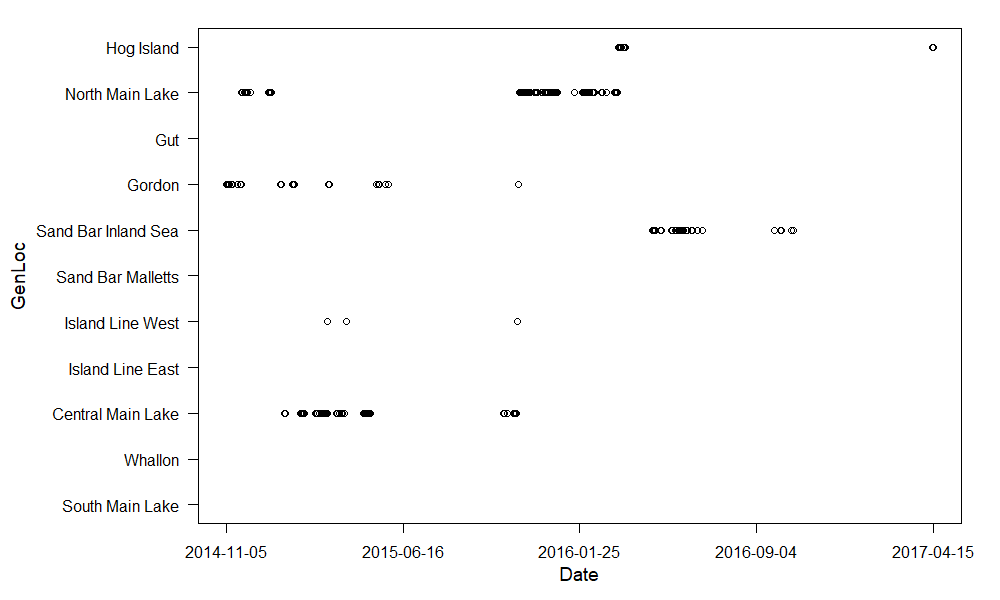 Hog Island
North Main Lake
Gut
Gordon
Sand Bar Inland Sea
Sand Bar Malletts
Island Line West
Island Line East
Central Main Lake
Whallon
South Main Lake
GenLoc
2014-11-05 2015-06-16 2016-01-25 2016-09-04 2017-04-15
Date